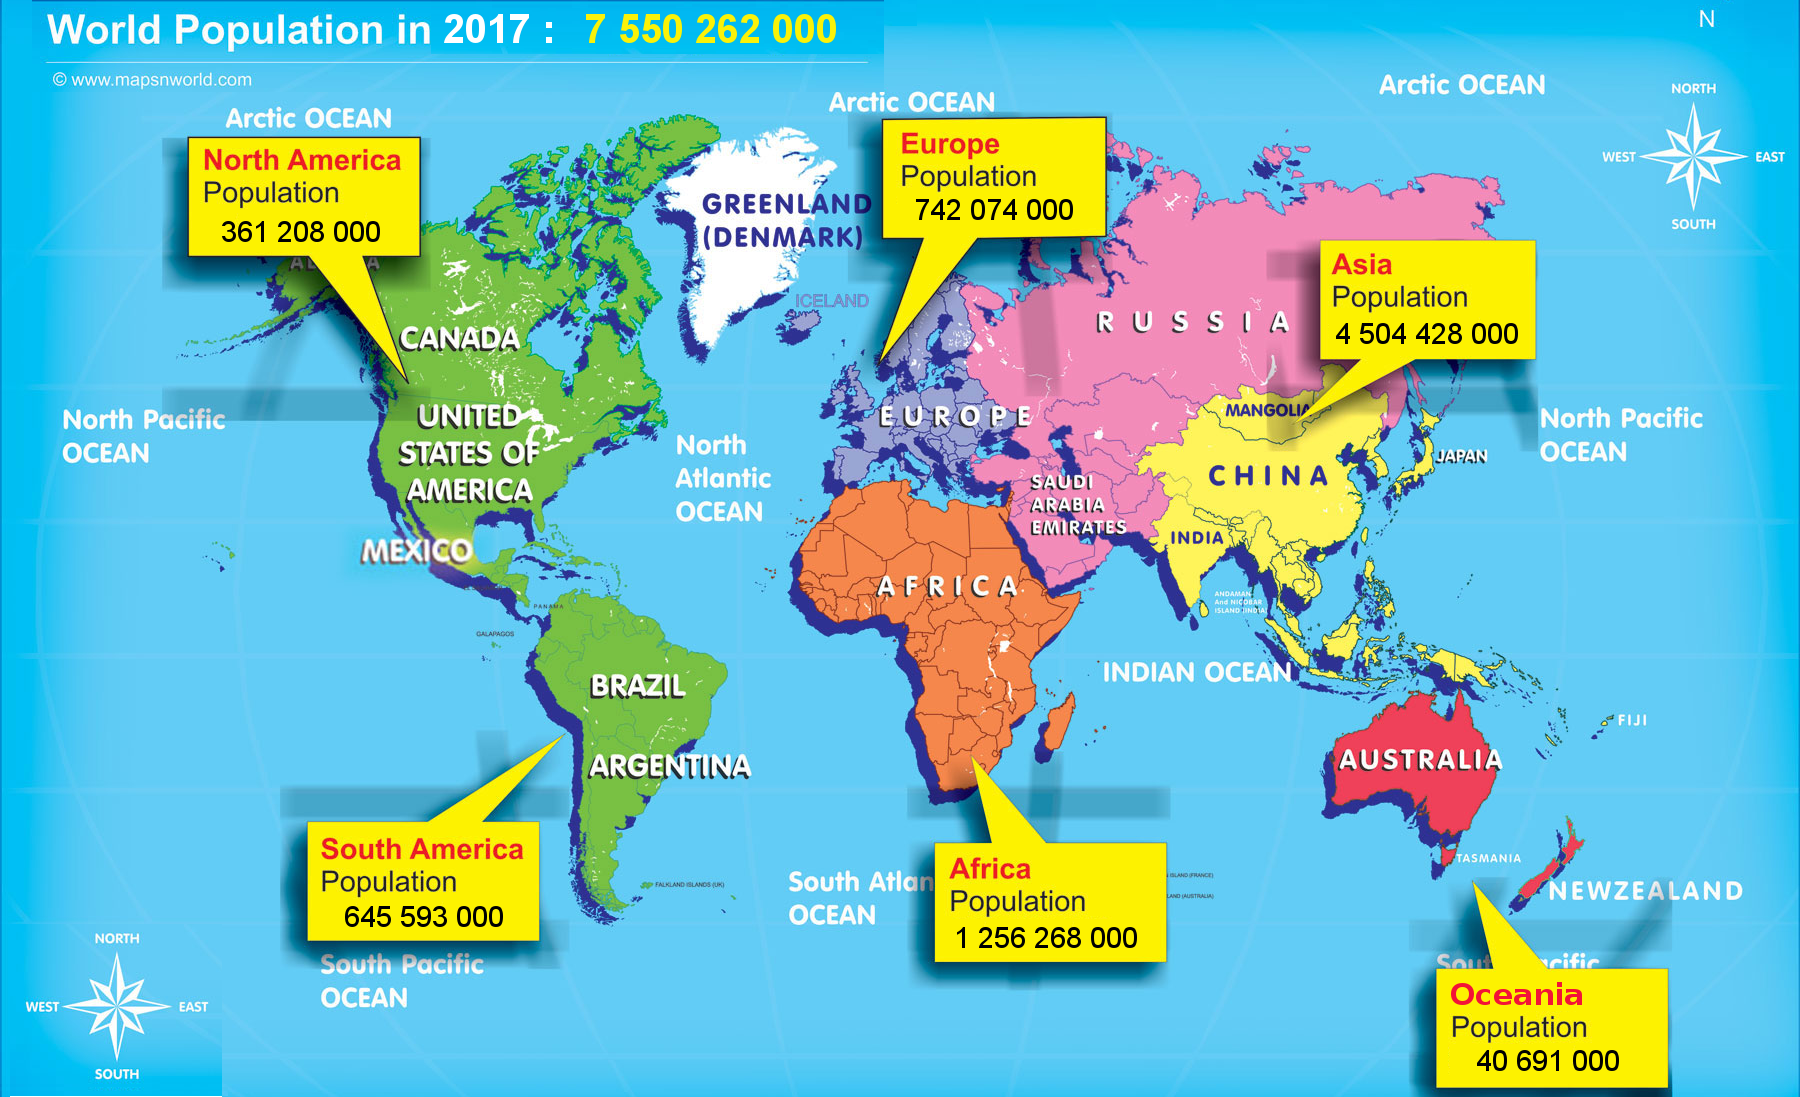 World Population in 2017 : 7 550 262 000
© www.mapsnworld.com
N
Arctic OCEAN
Arctic OCEAN
Arctic OCEAN
NORTH
WEST
EAST
SOUTH
North America
Population
361 208 000
Europe
Population
742 074 000
Asia
Population
4 504 428 000
GREENLAND
(DENMARK)
ICELAND
CANADA
RUSSIA
UNITED
STATES OF
AMERICA
EUROPE
MANGOLIA
CHINA
JAPAN
North Pacific
OCEAN
North
Atlantic
OCEAN
North Pacific
OCEAN
SAUDI
ARABIA
EMIRATES
INDIA
MEXICO
AFRICA
PANAMA
GALAPAGOS
ANDAMAN
And NICOBAR
ISLAND (INDIA)
INDIAN OCEAN
BRAZIL
ARGENTINA
FIJI
AUSTRALIA
TASMANIA
NEWZEALAND
South America
Population
645 593 000
FALKLAND ISLANDS (UK)
South Atlan
OCEAN
Africa
Population
1 256 268 000
ISLAND (FRANCE)
LAND (AUSTRALIA)
South Pacific
OCEAN
NORTH
WEST
EAST
SOUTH
Oceania
Population
40 691 000